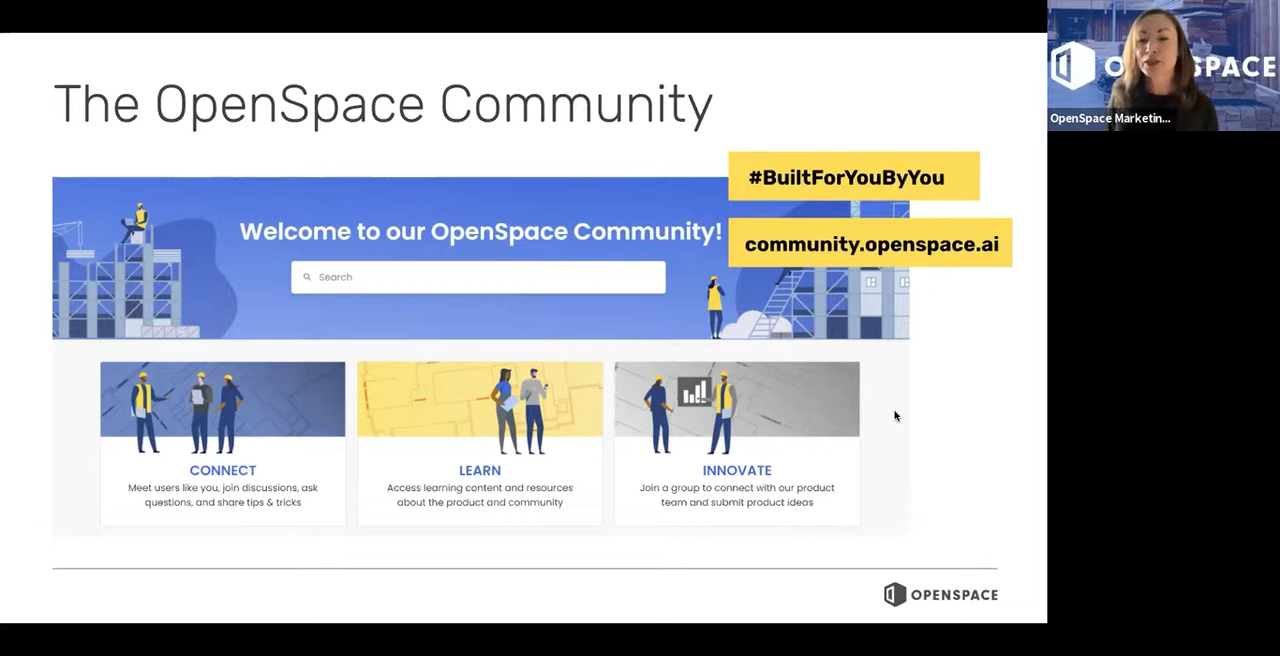 The OpenSpace Community
#BuiltForYouByYou
community.openspace.ai
Welcome to our OpenSpace Community!
Search
CONNECT
Meet users like you, join discussions, ask
questions, and share tips & tricks
LEARN
Access learning content and resources
about the product and community
INNOVATE
Join a group to connect with our product
team and submit product ideas
OPENSPACE
O SPACE
OpenSpace Marketin...